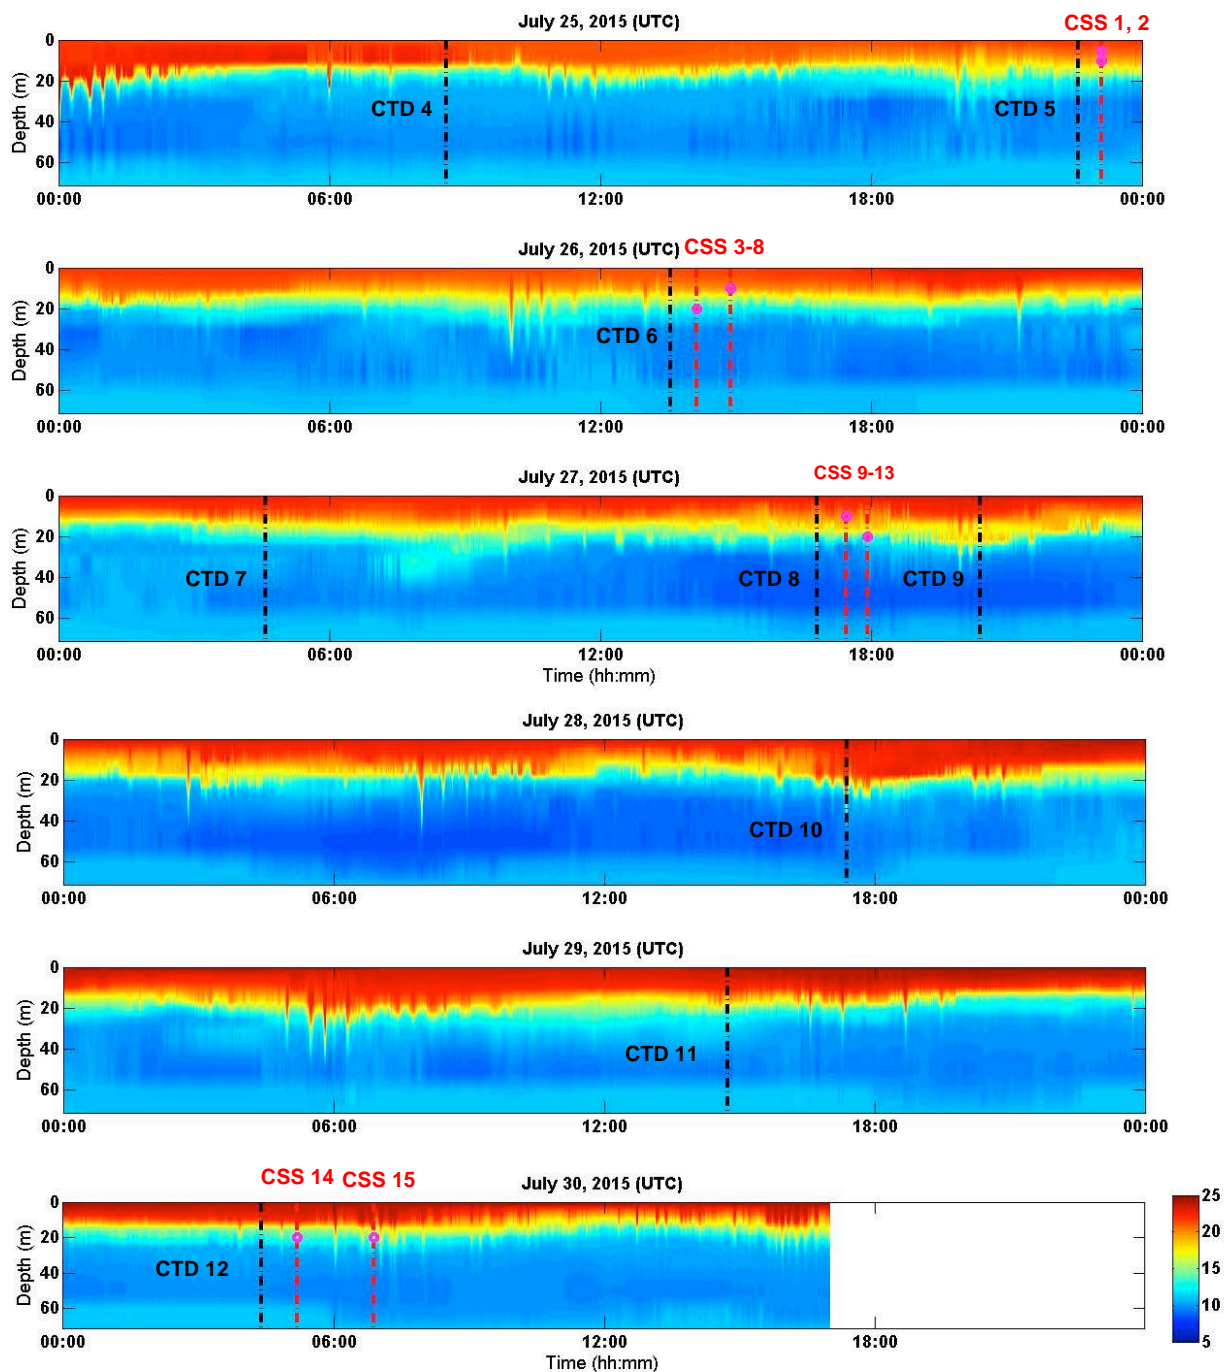 July 25, 2015 (UTC) CSS 1, 2
0
20
40
60
Depth (m)
CTD 4 CTD 5
00:00 06:00 12:00 18:00 00:00
July 26, 2015 (UTC) CSS 3-8
0
20
40
60
Depth (m)
CTD 6
00:00 06:00 12:00 18:00 00:00
July 27, 2015 (UTC) CSS 9-13
0
20
40
60
Depth (m)
CTD 7 CTD 8 CTD 9
00:00 06:00 12:00 18:00 00:00
Time (hh:mm)
July 28, 2015 (UTC)
0
20
40
60
Depth (m)
CTD 10
00:00 06:00 12:00 18:00 00:00
July 29, 2015 (UTC)
0
20
40
60
Depth (m)
CTD 11
00:00 06:00 12:00 18:00 00:00
CSS 14 CSS 15 July 30, 2015 (UTC)
0
20
40
60
Depth (m)
CTD 12
00:00 06:00 12:00 18:00
Time (hh:mm)
25
20
15
10
5